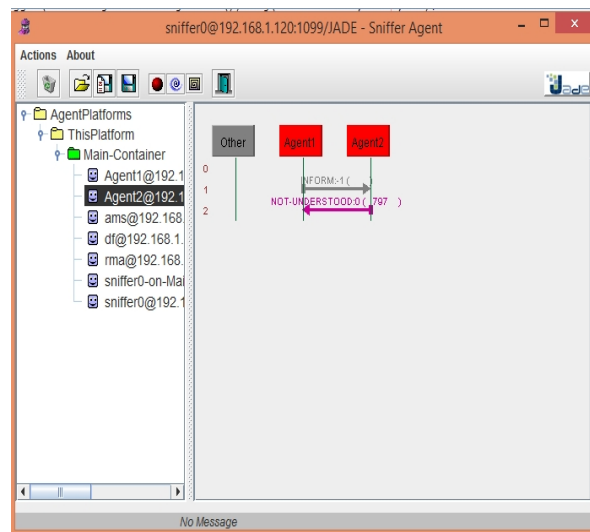 sniffer0@192.168.1.120:1099/JADE - Sniffer Agent
Actions About
Jade
AgentPlatforms
ThisPlatform
Main-Container
Agent1@192.1
Agent2@192.1
ams@192.168.
df@192.168.1.
rma@192.168.
sniffer0-on-Mai
sniffer0@192.1
Other Agent1 Agent2
0
1
2
INFORM:-1 ( )
NOT-UNDERSTOOD:0 ( 797 )
No Message